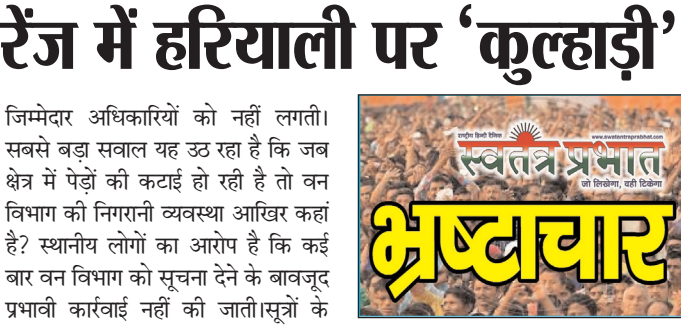 रेंज में हरियाली पर ‘कुल्हाड़ी’
जिम्मेदार अधिकारियों को नहीं लगती।
सबसे बड़ा सवाल यह उठ रहा है कि जब
क्षेत्र में पेड़ों की कटाई हो रही है तो वन
विभाग की निगरानी व्यवस्था आखिर कहां
है? स्थानीय लोगों का आरोप है कि कई
बार वन विभाग को सूचना देने के बावजूद
प्रभावी कार्रवाई नहीं की जाती।सूत्रों के
राष्ट्रीय हिन्दी दैनिक
www.swatantraprabhat.com
स्वतंत्र प्रभात
जो लिखेगा, वही टिकेगा
भ्रष्टाचार